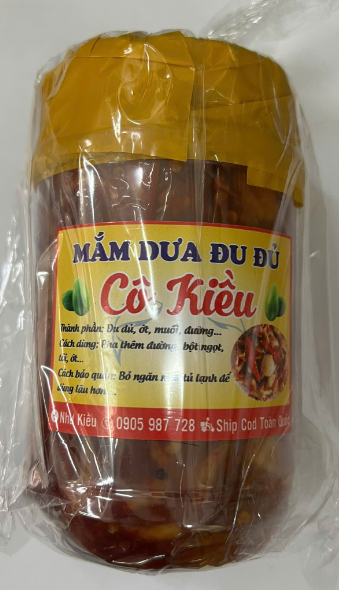 MẮM DƯA ĐU ĐỦ
Cô Kiều
Thành phần: Đu đủ, ớt, muối, đường...
Cách dùng: Pha thêm đường, bột ngọt,
tỏi, ớt...
Cách bảo quản: Bỏ ngăn mát tủ lạnh để
dùng lâu hơn...
Như Kiều 0905 987 728 Ship Cod Toàn Quốc